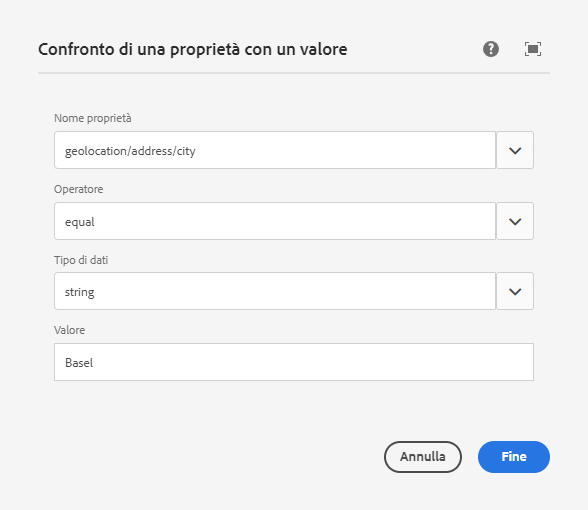 Confronto di una proprietà con un valore
Nome proprietà
geolocation/address/city
Operatore
equal
Tipo di dati
string
Valore
Basel
Annulla
Fine